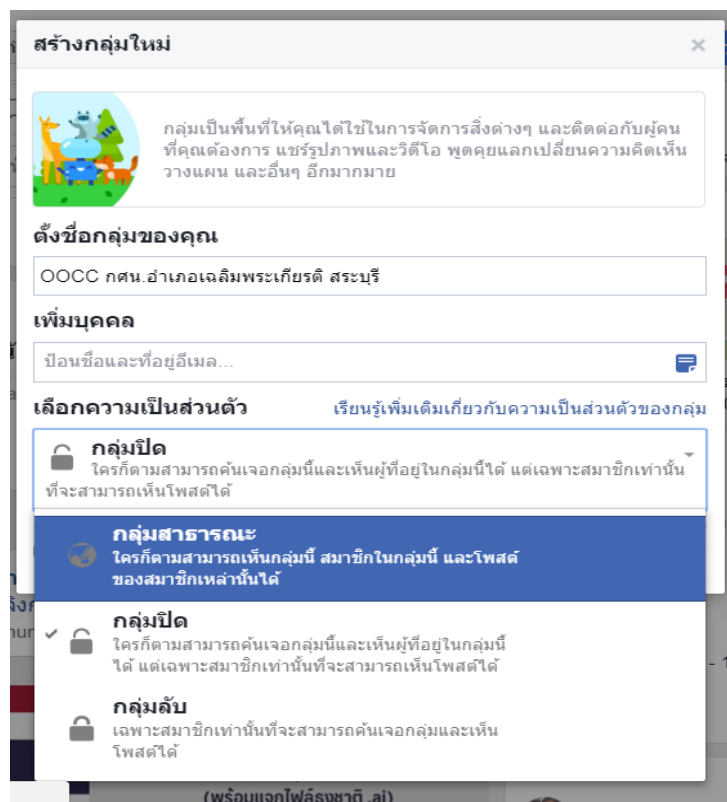 สร้างกลุ่มใหม่
กลุ่มเป็นพื้นที่ให้คุณได้ใช้ในการจัดการสิ่งต่างๆ และติดต่อกับผู้คน
ที่คุณต้องการ แชร์รูปภาพและวิดีโอ พูดคุยแลกเปลี่ยนความคิดเห็น
วางแผน และอื่นๆ อีกมากมาย
ตั้งชื่อกลุ่มของคุณ
OOCC กศน.อำเภอเฉลิมพระเกียรติ สระบุรี
เพิ่มบุคคล
ป้อนชื่อและที่อยู่อีเมล...
เลือกความเป็นส่วนตัว เรียนรู้เพิ่มเติมเกี่ยวกับความเป็นส่วนตัวของกลุ่ม
กลุ่มปิด
ใครก็ตามสามารถค้นเจอกลุ่มนี้และเห็นผู้ที่อยู่ในกลุ่มนี้ได้ แต่เฉพาะสมาชิกเท่านั้น
ที่จะสามารถเห็นโพสต์ได้
กลุ่มสาธารณะ
ใครก็ตามสามารถเห็นกลุ่มนี้ สมาชิกในกลุ่มนี้ และโพสต์
ของสมาชิกเหล่านั้นได้
กลุ่มปิด
ใครก็ตามสามารถค้นเจอกลุ่มนี้และเห็นผู้ที่อยู่ในกลุ่มนี้
ได้ แต่เฉพาะสมาชิกเท่านั้นที่จะสามารถเห็นโพสต์ได้
กลุ่มลับ
เฉพาะสมาชิกเท่านั้นที่จะสามารถค้นเจอกลุ่มและเห็น
โพสต์ได้
(พร้อมแจกไฟล์ธงชาติ .ai)